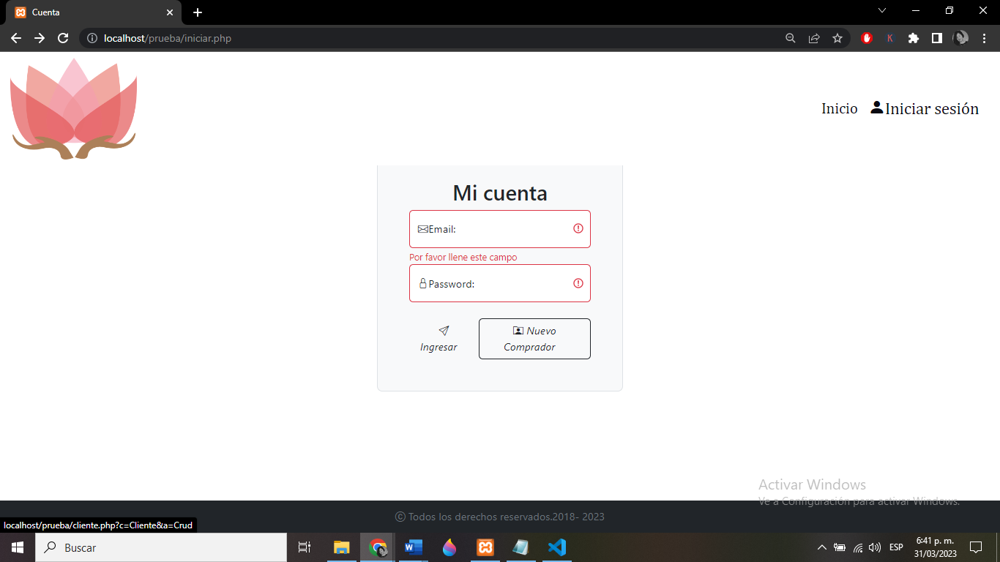 Cuenta
localhost/prueba/iniciar.php
Inicio
Iniciar sesión
Mi cuenta
Email:
Por favor llene este campo
Password:
Ingresar
Nuevo
Comprador
Activar Windows
Ve a Configuración para activar Windows.
© Todos los derechos reservados.2018- 2023
localhost/prueba/cliente.php?c=Cliente&a=Crud
Buscar
ESP
6:41 p. m.
31/03/2023